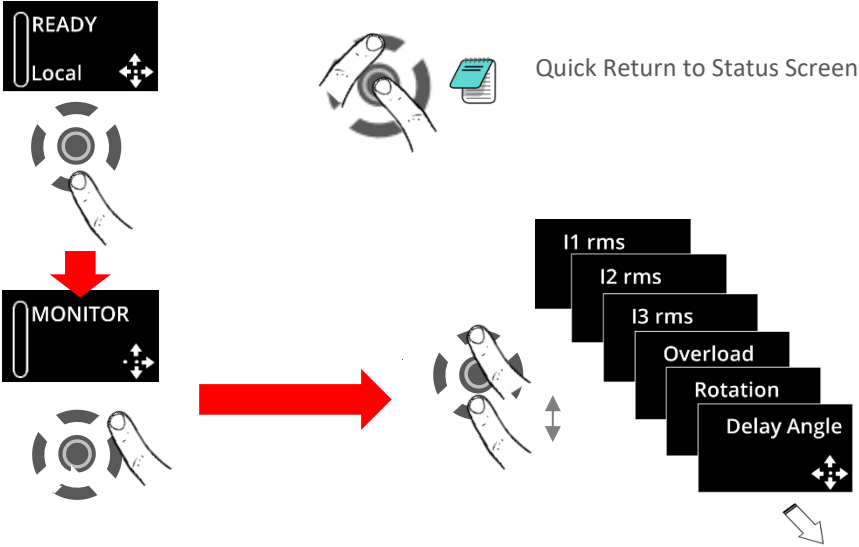 READY
Local
Quick Return to Status Screen
MONITOR
I1 rms
I2 rms
I3 rms
Overload
Rotation
Delay Angle